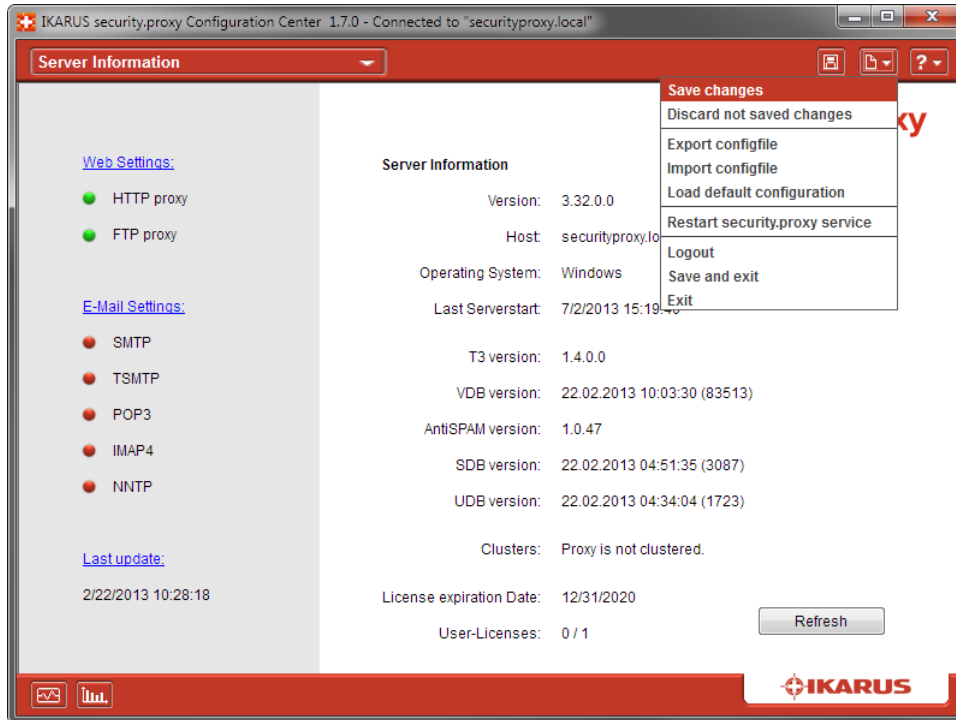 IKARUS security.proxy Configuration Center 1.7.0 - Connected to "securityproxy.local"
Server Information
?
Save changes
Discard not saved changes
Export configfile
Import configfile
Load default configuration
Restart security.proxy service
Logout
Save and exit
Exit
xy
Web Settings:
HTTP proxy
FTP proxy
E-Mail Settings:
SMTP
TSMTP
POP3
IMAP4
NNTP
Last update:
2/22/2013 10:28:18
Server Information
Version: 3.32.0.0
Host: securityproxy.lo
Operating System: Windows
Last Serverstart: 7/2/2013 15:19:40
T3 version: 1.4.0.0
VDB version: 22.02.2013 10:03:30 (83513)
AntiSPAM version: 1.0.47
SDB version: 22.02.2013 04:51:35 (3087)
UDB version: 22.02.2013 04:34:04 (1723)
Clusters: Proxy is not clustered.
License expiration Date: 12/31/2020
User-Licenses: 0 / 1
Refresh
IKARUS